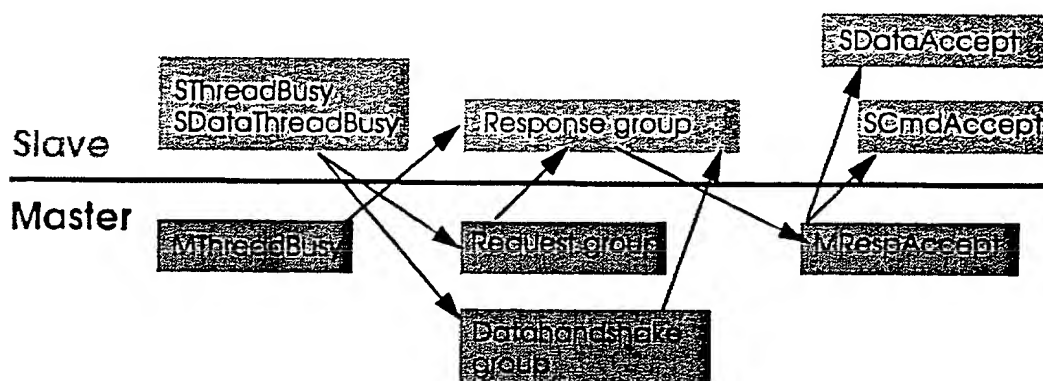 SDataAccept
SThreadBusy
SDataThreadBusy
Response group
SCmdAccept
Slave
Master
MThreadBusy
Request group
MRespAccept
Datahandshake
group